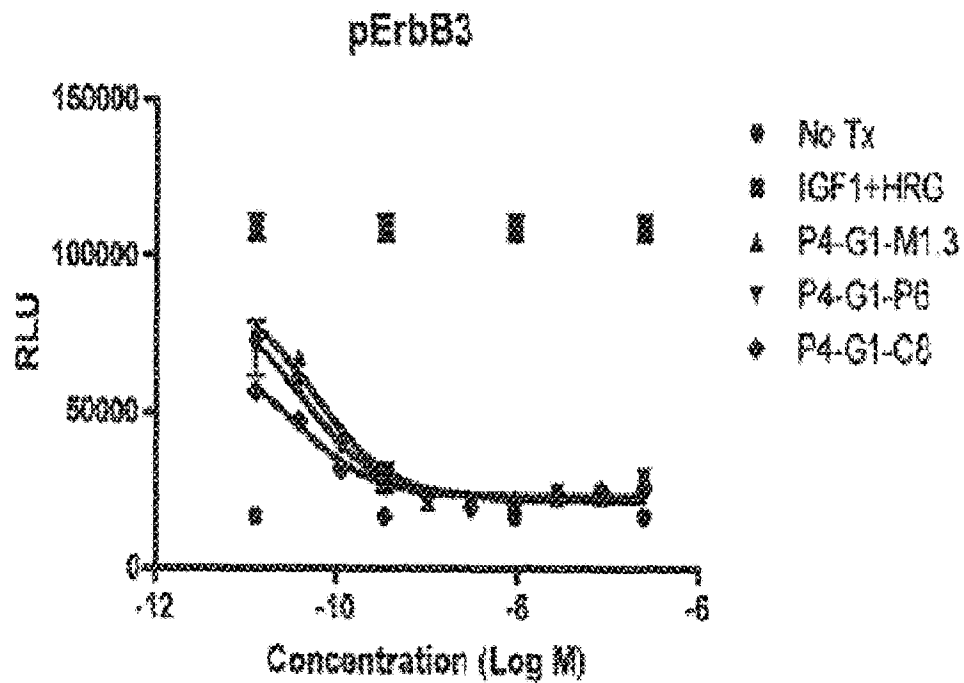 pErbB3
150000
100000
50000
0
RLU
-12
-10
-8
-6
Concentration (Log M)
No Tx
IGF1+HRG
P4-G1-M1.3
P4-G1-P6
P4-G1-C8